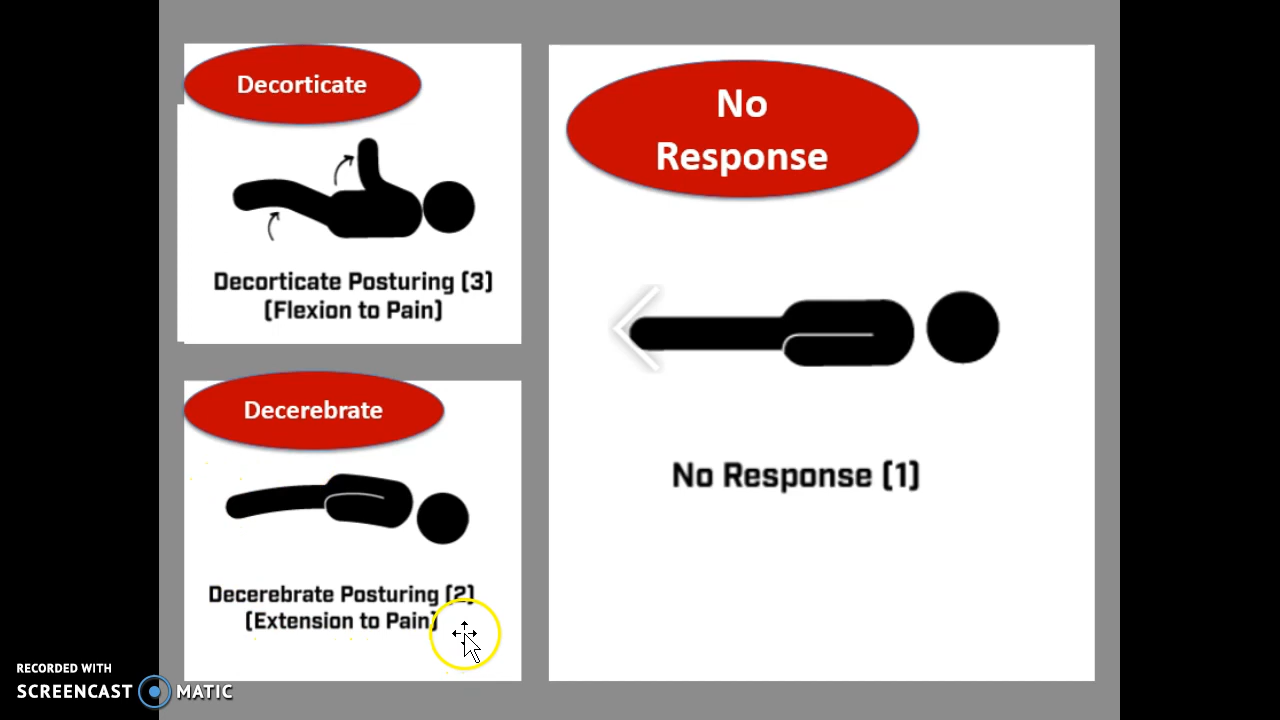 Decorticate
Decorticate Posturing (3)
(Flexion to Pain)
Decerebrate
Decerebrate Posturing (2)
(Extension to Pain)
No
Response
No Response (1)
RECORDED WITH
SCREENCAST MATIC